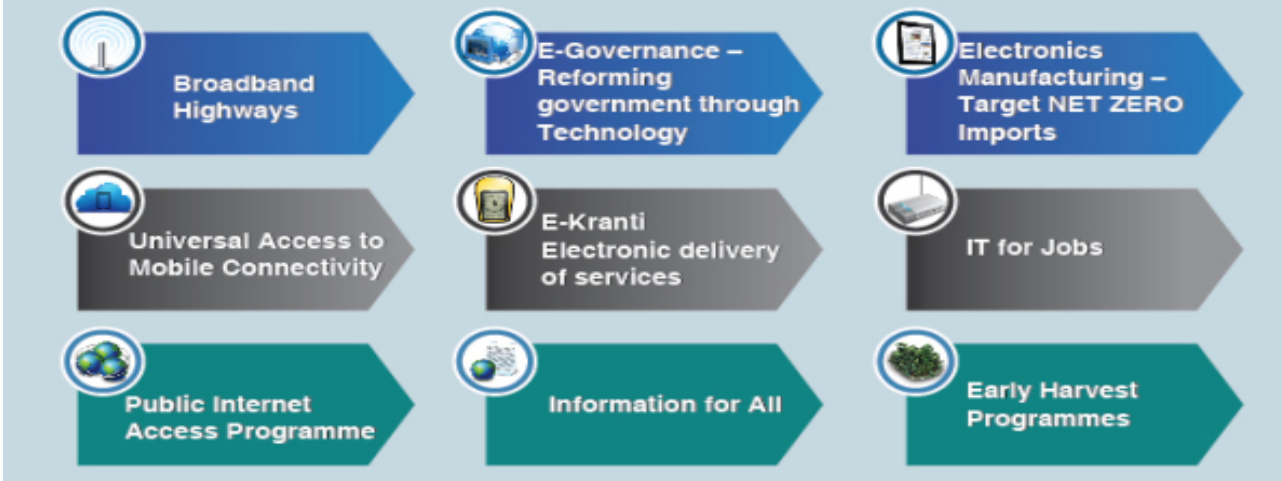 Broadband
Highways
E-Governance –
Reforming
government through
Technology
Electronics
Manufacturing –
Target NET ZERO
Imports
Universal Access to
Mobile Connectivity
E-Kranti
Electronic delivery
of services
IT for Jobs
Public Internet
Access Programme
Information for All
Early Harvest
Programmes